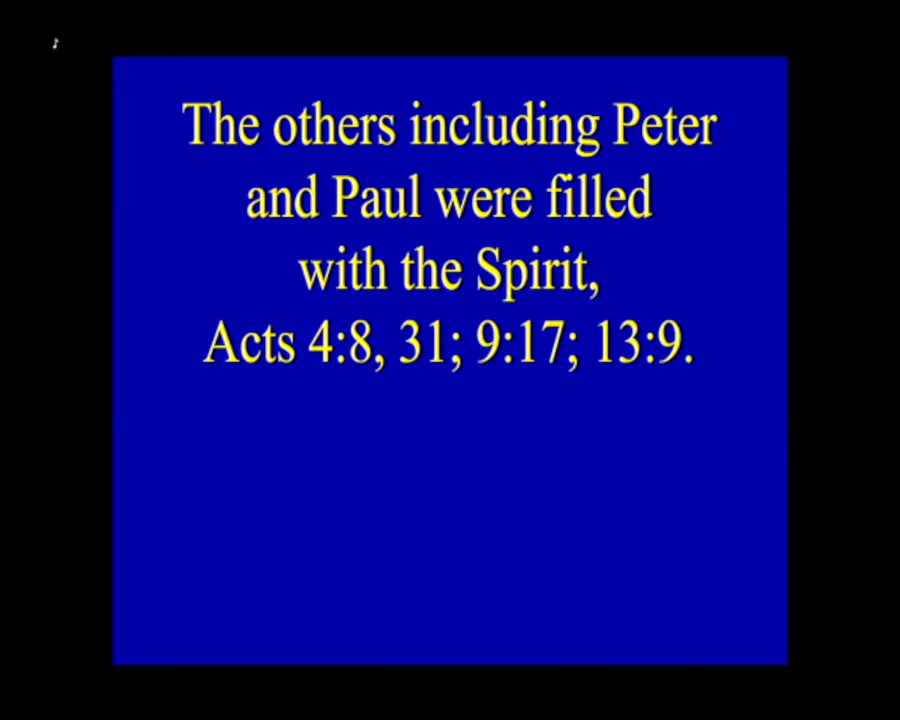 The others including Peter
and Paul were filled
with the Spirit,
Acts 4:8, 31; 9:17; 13:9.